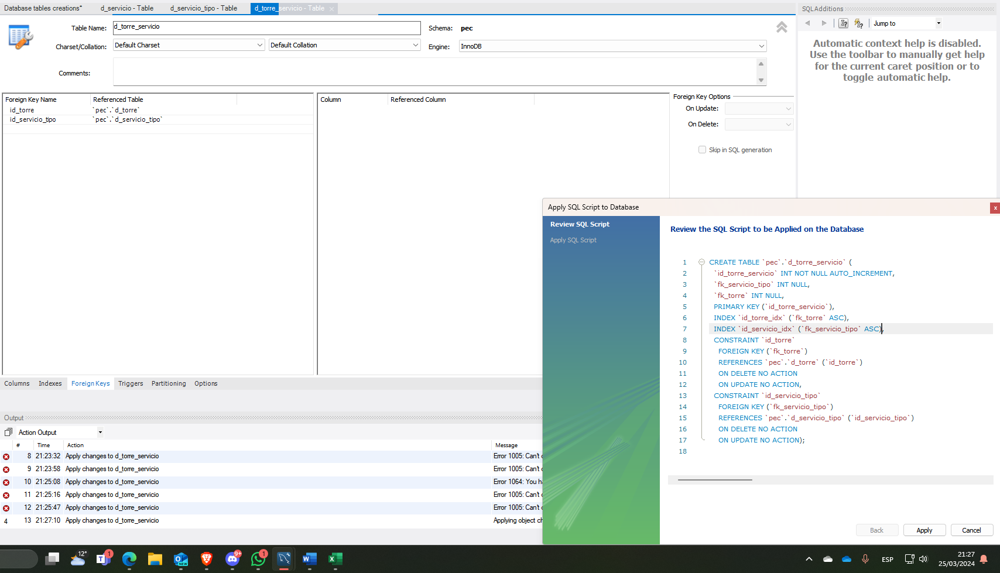 Database tables creations* d_servicio - Table d_servicio_tipo - Table d_torre_servicio - Table
SQLAdditions
Table Name: d_torre_servicio Schema: pec
Jump to
Charset/Collation: Default Charset Default Collation Engine: InnoDB
Automatic context help is disabled.
Use the toolbar to manually get help
for the current caret position or to
toggle automatic help.
Comments:
Foreign Key Name Referenced Table
id_torre `pec`.`d_torre`
id_servicio_tipo `pec`.`d_servicio_tipo`
Column Referenced Column
Foreign Key Options
On Update:
On Delete:
Skip in SQL generation
Apply SQL Script to Database
Review SQL Script
Apply SQL Script
Review the SQL Script to be Applied on the Database
1 CREATE TABLE `pec`.`d_torre_servicio` (
2 `id_torre_servicio` INT NOT NULL AUTO_INCREMENT,
3 `fk_servicio_tipo` INT NULL,
4 `fk_torre` INT NULL,
5 PRIMARY KEY (`id_torre_servicio`),
6 INDEX `id_torre_idx` (`fk_torre` ASC),
7 INDEX `id_servicio_idx` (`fk_servicio_tipo` ASC),
8 CONSTRAINT `id_torre`
9 FOREIGN KEY (`fk_torre`)
10 REFERENCES `pec`.`d_torre` (`id_torre`)
11 ON DELETE NO ACTION
12 ON UPDATE NO ACTION,
13 CONSTRAINT `id_servicio_tipo`
14 FOREIGN KEY (`fk_servicio_tipo`)
15 REFERENCES `pec`.`d_servicio_tipo` (`id_servicio_tipo`)
16 ON DELETE NO ACTION
17 ON UPDATE NO ACTION);
18
Back Apply Cancel
Columns Indexes Foreign Keys Triggers Partitioning Options
Output
Action Output
# Time Action Message
8 21:23:32 Apply changes to d_torre_servicio Error 1005: Can't
9 21:23:58 Apply changes to d_torre_servicio Error 1005: Can't
10 21:25:08 Apply changes to d_torre_servicio Error 1064: You
11 21:25:16 Apply changes to d_torre_servicio Error 1005: Can't
12 21:25:47 Apply changes to d_torre_servicio Error 1005: Can't
4 13 21:27:10 Apply changes to d_torre_servicio Applying object
12° 1 NEW 9+ 1 ESP 21:27
25/03/2024